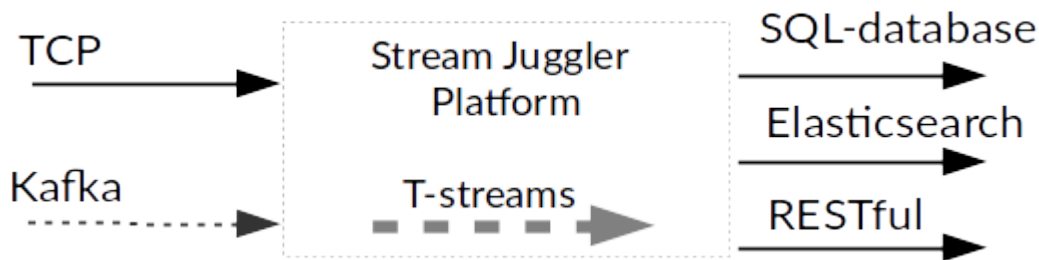 TCP
Kafka
Stream Juggler
Platform
T-streams
SQL-database
Elasticsearch
RESTful